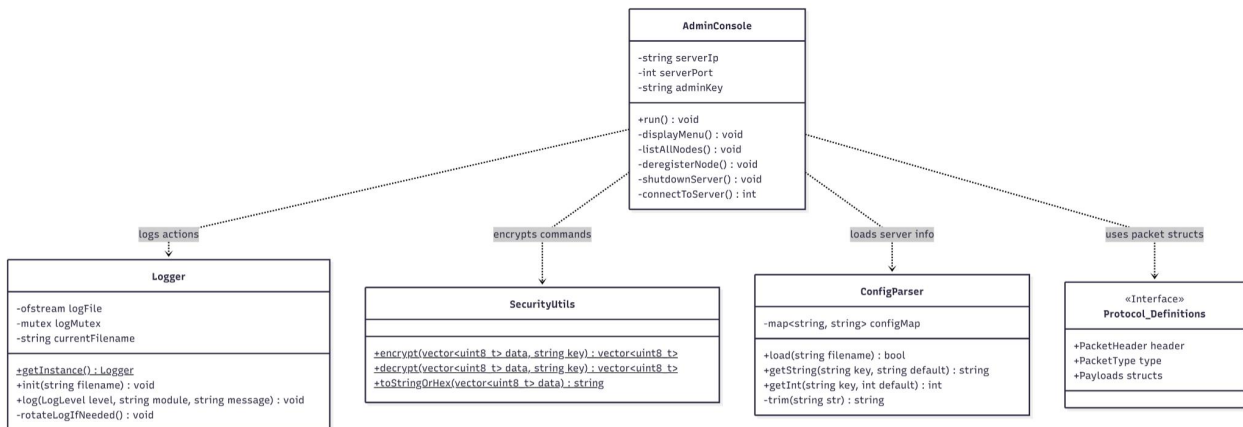 AdminConsole
-string serverIp
-int serverPort
-string adminKey
+run() : void
-displayMenu() : void
-listAllNodes() : void
-deregisterNode() : void
-shutdownServer() : void
-connectToServer() : int
logs actions
encrypts commands
loads server info
uses packet structs
Logger
-ofstream logFile
-mutex logMutex
-string currentFilename
+getInstance() : Logger
+init(string filename) : void
+log(LogLevel level, string module, string message) : void
-rotateLogIfNeeded() : void
SecurityUtils
+encrypt(vector<uint8_t> data, string key) : vector<uint8_t>
+decrypt(vector<uint8_t> data, string key) : vector<uint8_t>
+toStringOrHex(vector<uint8_t> data) : string
ConfigParser
-map<string, string> configMap
+load(string filename) : bool
+getString(string key, string default) : string
+getInt(string key, int default) : int
-trim(string str) : string
«Interface»
Protocol_Definitions
+PacketHeader header
+PacketType type
+Payloads structs